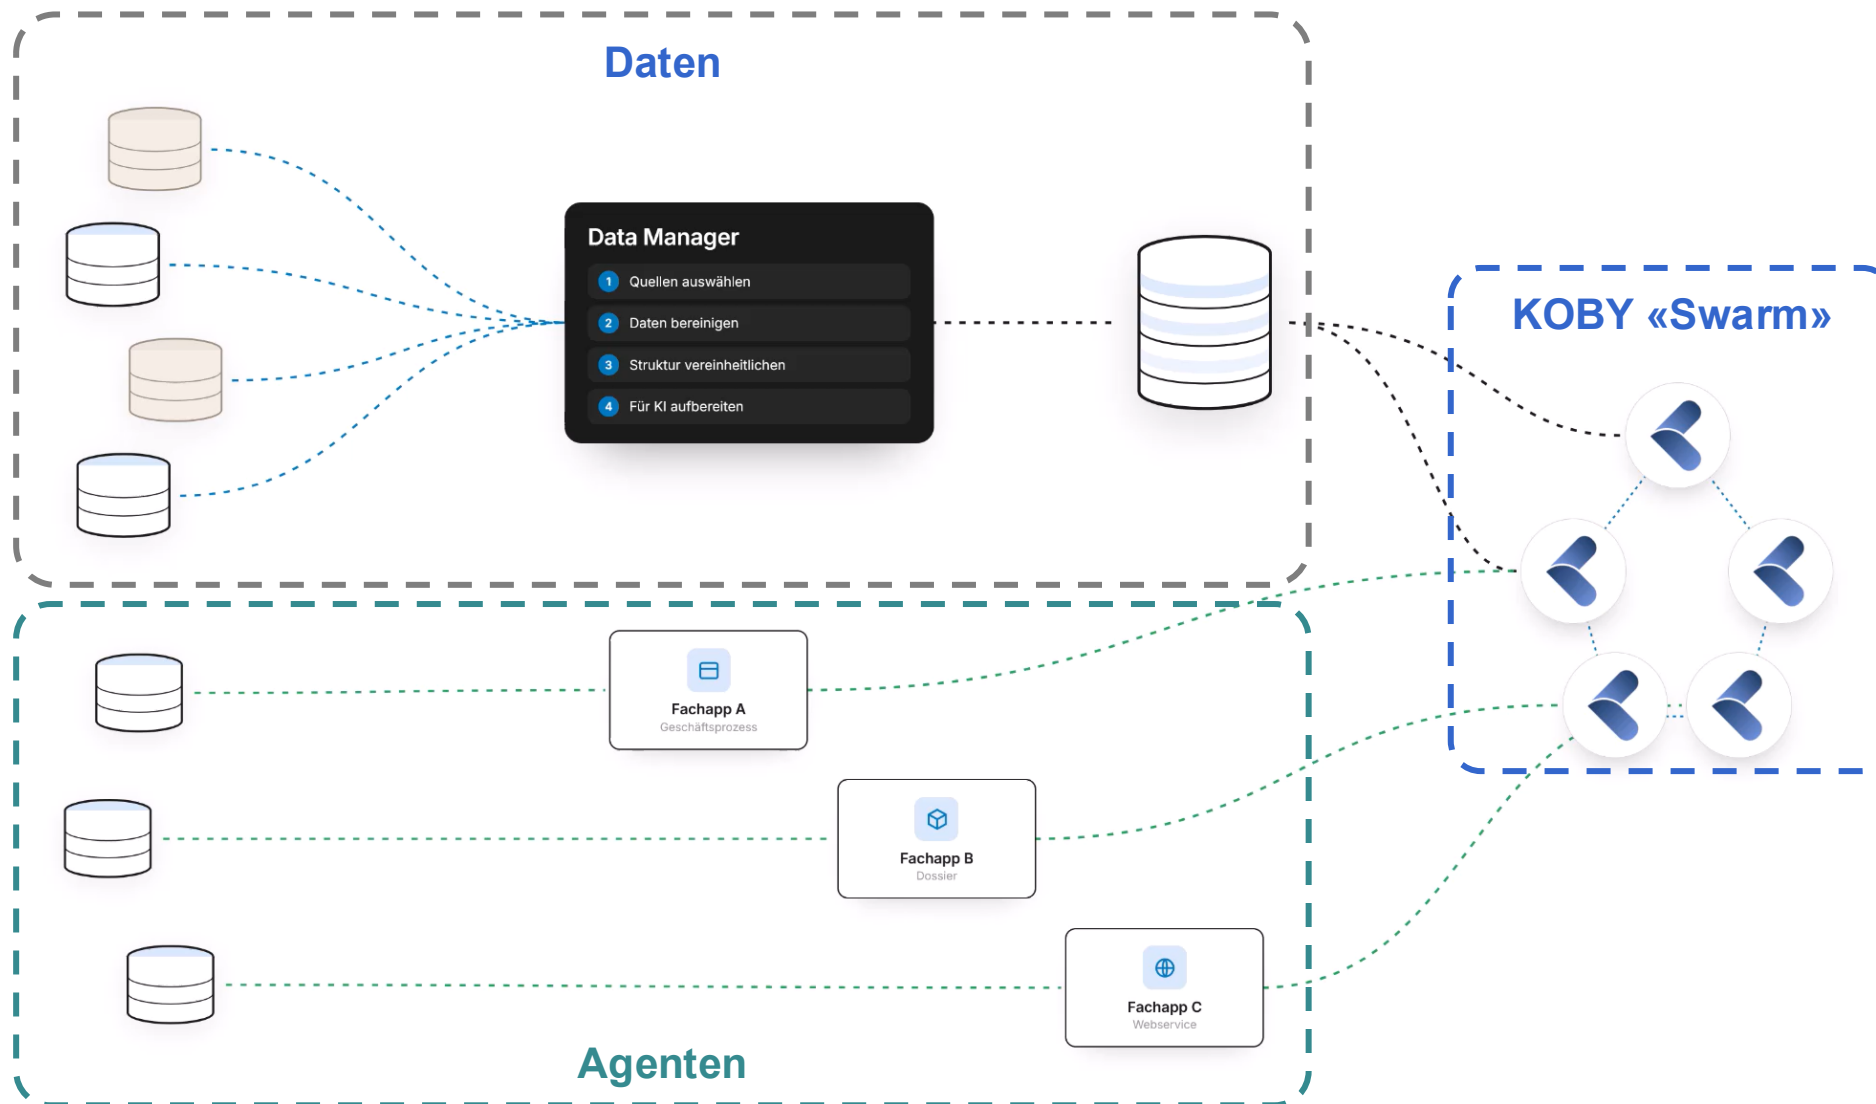 Daten
Data Manager
1 Quellen auswählen
2 Daten bereinigen
3 Struktur vereinheitlichen
4 Für KI aufbereiten
KOBY «Swarm»
Fachapp A
Geschäftsprozess
Fachapp B
Dossier
Fachapp C
Webservice
Agenten